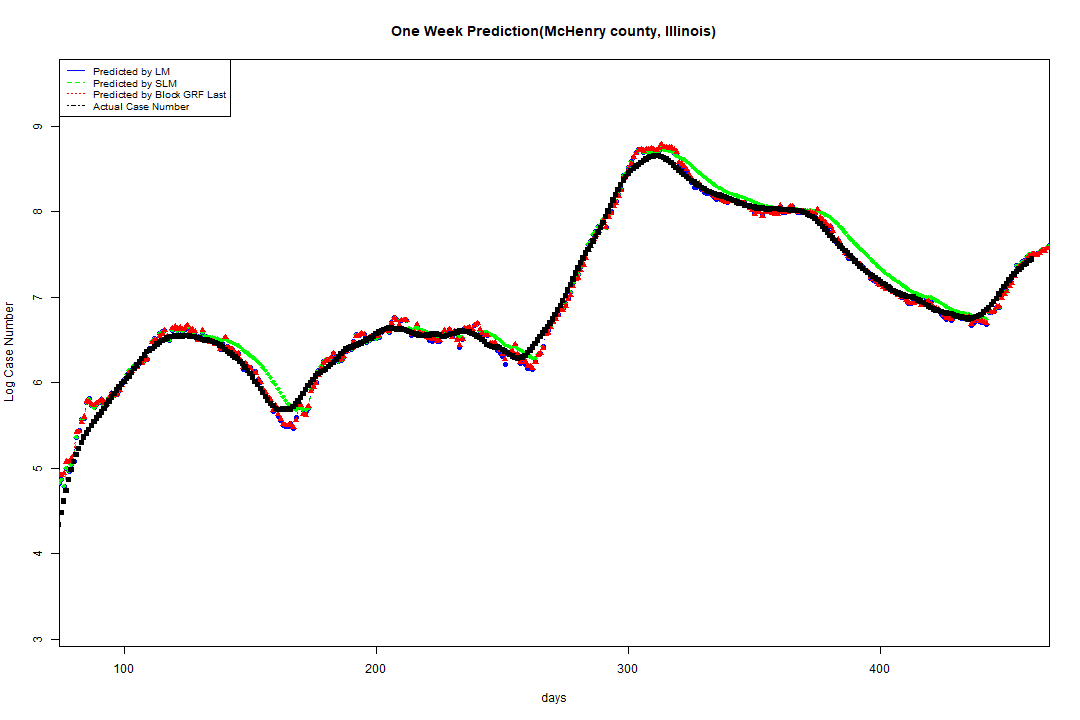 One Week Prediction(McHenry county, Illinois)
Predicted by LM
Predicted by SLM
Predicted by Block GRF Last
Actual Case Number
9
8
7
6
5
4
3
Log Case Number
100 200 300 400
days